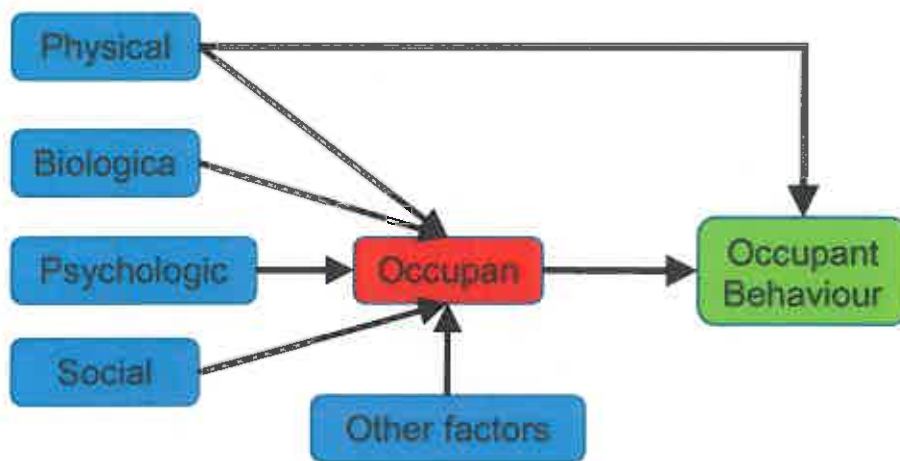 Physical
Biologica
Psychologic
Occupan
Occupant
Behaviour
Social
Other factors